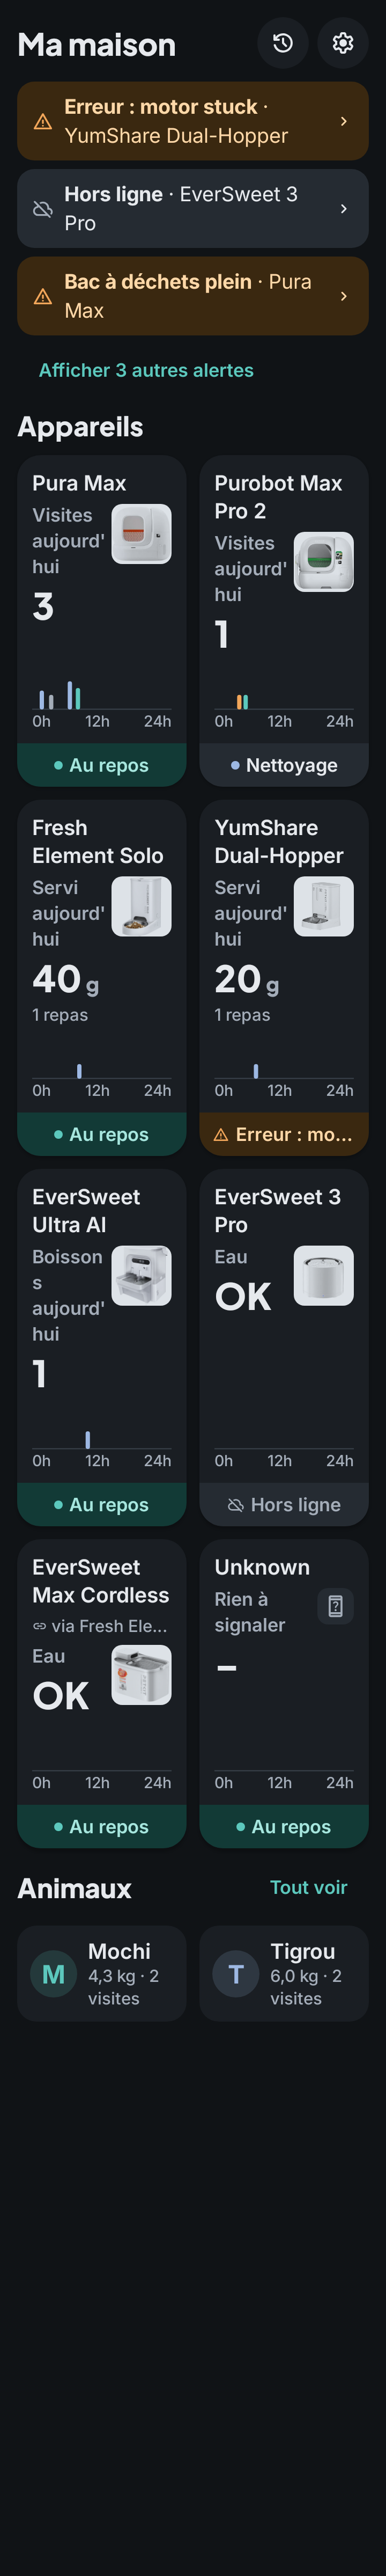 Ma maison
Erreur : motor stuck ·
YumShare Dual-Hopper
Hors ligne · EverSweet 3
Pro
Bac à déchets plein · Pura
Max
Afficher 3 autres alertes
Appareils
Pura Max
Visites
aujourd'
hui
3
0h 12h 24h
Au repos
Purobot Max
Pro 2
Visites
aujourd'
hui
1
0h 12h 24h
Nettoyage
Fresh
Element Solo
Servi
aujourd'
hui
40 g
1 repas
0h 12h 24h
Au repos
YumShare
Dual-Hopper
Servi
aujourd'
hui
20 g
1 repas
0h 12h 24h
Erreur : mo...
EverSweet
Ultra AI
Boisson
s
aujourd'
hui
1
0h 12h 24h
Au repos
EverSweet 3
Pro
Eau
OK
0h 12h 24h
Hors ligne
EverSweet
Max Cordless
via Fresh Ele...
Eau
OK
0h 12h 24h
Au repos
Unknown
Rien à
signaler
–
0h 12h 24h
Au repos
Animaux
Tout voir
M
Mochi
4,3 kg · 2
visites
T
Tigrou
6,0 kg · 2
visites